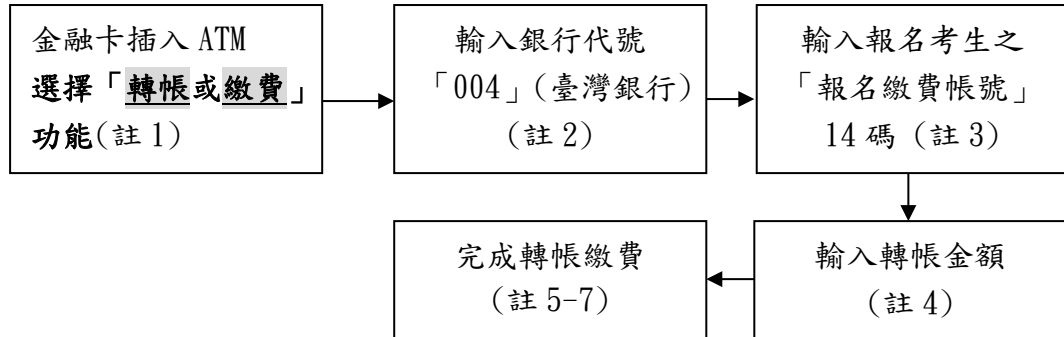 金融卡插入 ATM
選擇「轉帳或繳費」
功能(註 1)
輸入銀行代號
「004」(臺灣銀行)
(註 2)
輸入報名考生之
「報名繳費帳號」
14 碼 (註 3)
輸入轉帳金額
(註 4)
完成轉帳繳費
(註 5-7)